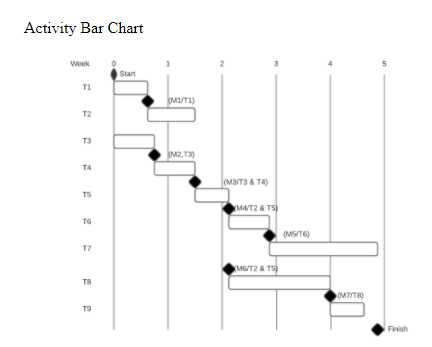 Activity Bar Chart
Week 0 1 2 3 4 5
Start
T1
(M1/T1)
T2
T3
(M2,T3)
T4
(M3/T3 & T4)
T5
(M4/T2 & T5)
T6
(M5/T6)
T7
(M6/T2 & T5)
T8
(M7/T8)
T9
Finish